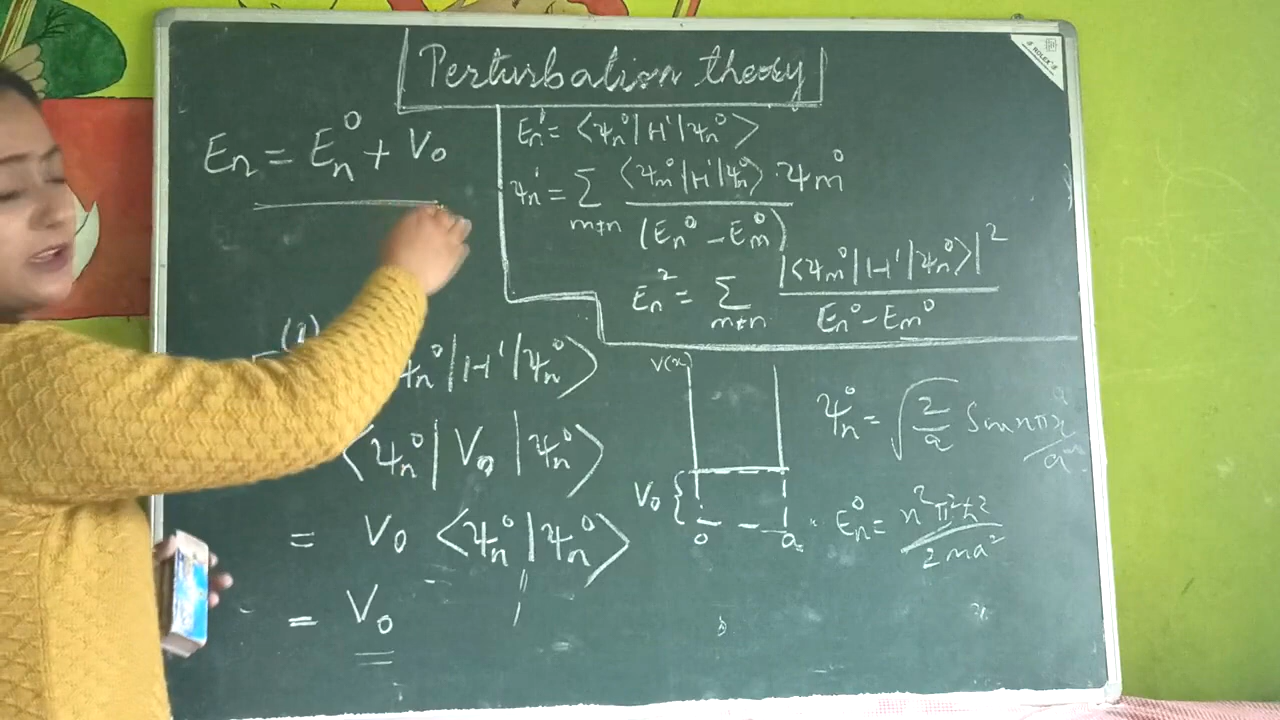 Perturbation theory
En = En⁰ + V₀
En¹ = <ψn⁰|H'|ψn⁰>
ψn¹ = Σ m≠n <ψm⁰|H'|ψn⁰> / (En⁰ - Em⁰) ψm⁰
En² = Σ m≠n |<ψm⁰|H'|ψn⁰>|² / En⁰ - Em⁰
(1)
ψn⁰|H'|ψn⁰>
<ψn⁰|V₀|ψn⁰>
= V₀ <ψn⁰|ψn⁰>
= V₀
V(x)
V₀
0 a
ψn⁰ = √2/a Sin nπx/a
En⁰ = n²π²ħ²/2ma²
ROLEX